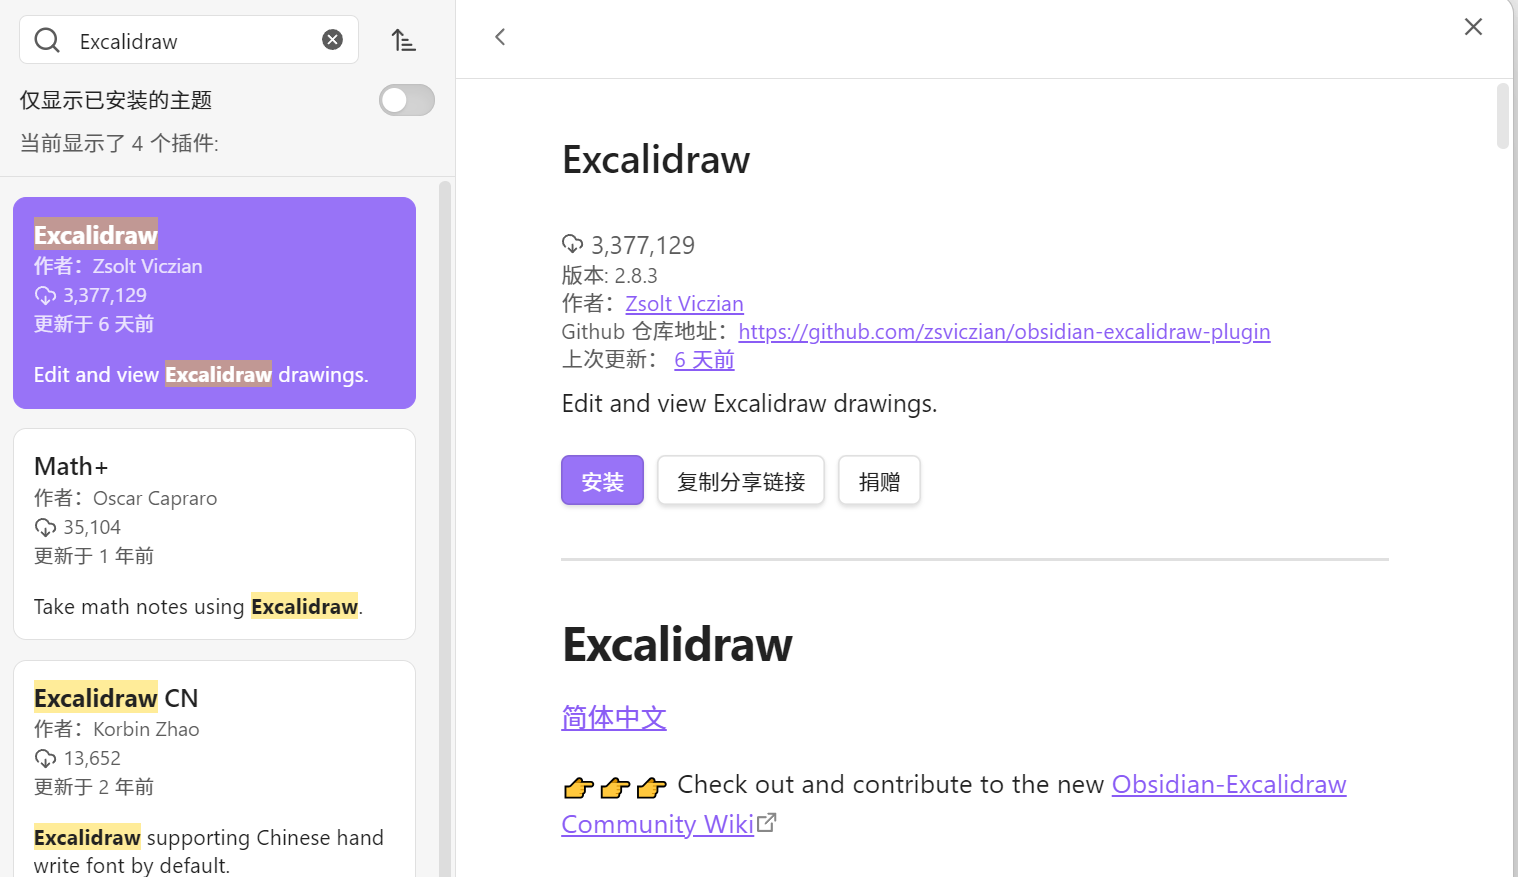 Excalidraw
仅显示已安装的主题
当前显示了 4 个插件:
Excalidraw
作者：Zsolt Viczian
3,377,129
更新于 6 天前
Edit and view Excalidraw drawings.
Math+
作者：Oscar Capraro
35,104
更新于 1 年前
Take math notes using Excalidraw.
Excalidraw CN
作者：Korbin Zhao
13,652
更新于 2 年前
Excalidraw supporting Chinese hand
write font by default.
Excalidraw
3,377,129
版本: 2.8.3
作者：Zsolt Viczian
Github 仓库地址：https://github.com/zsviczian/obsidian-excalidraw-plugin
上次更新： 6 天前
Edit and view Excalidraw drawings.
安装 复制分享链接 捐赠
Excalidraw
简体中文
👉👉👉 Check out and contribute to the new Obsidian-Excalidraw
Community Wiki